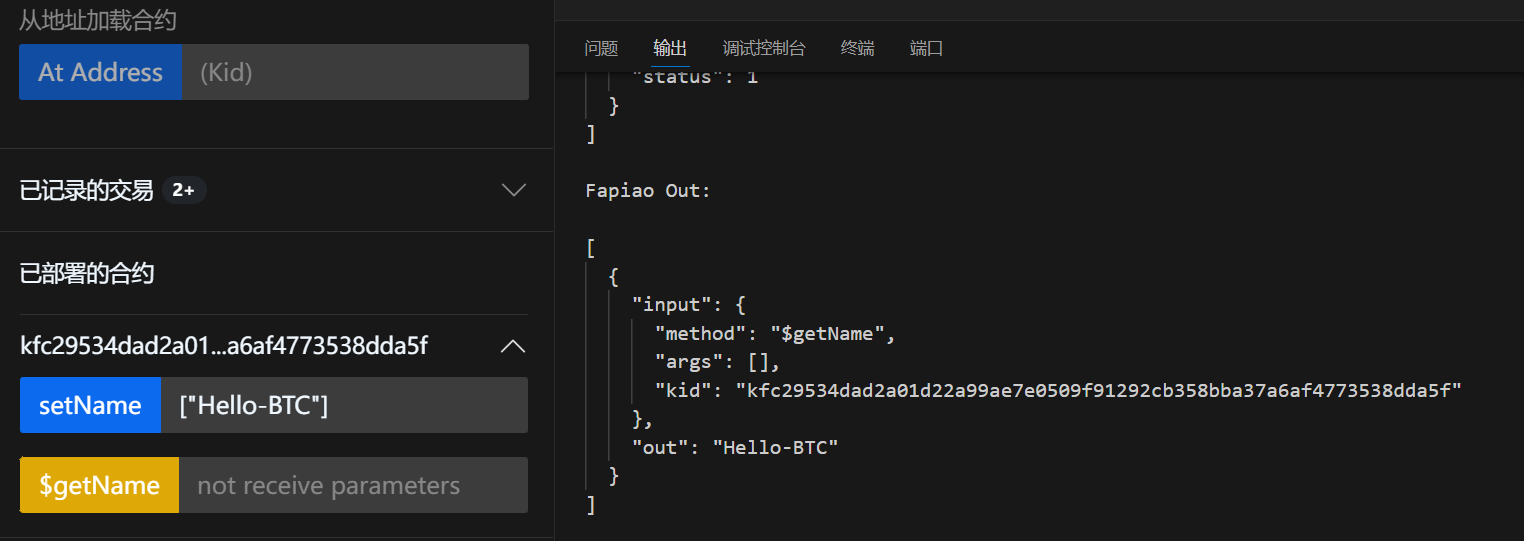 从地址加载合约
At Address
(Kid)
已记录的交易 2+
已部署的合约
kfc29534dad2a01...a6af4773538dda5f
setName
["Hello-BTC"]
$getName
not receive parameters
问题 输出 调试控制台 终端 端口
"status": 1
}
]
Fapiao Out:
[
{
"input": {
"method": "$getName",
"args": [],
"kid": "kfc29534dad2a01d22a99ae7e0509f91292cb358bba37a6af4773538dda5f"
},
"out": "Hello-BTC"
}
]